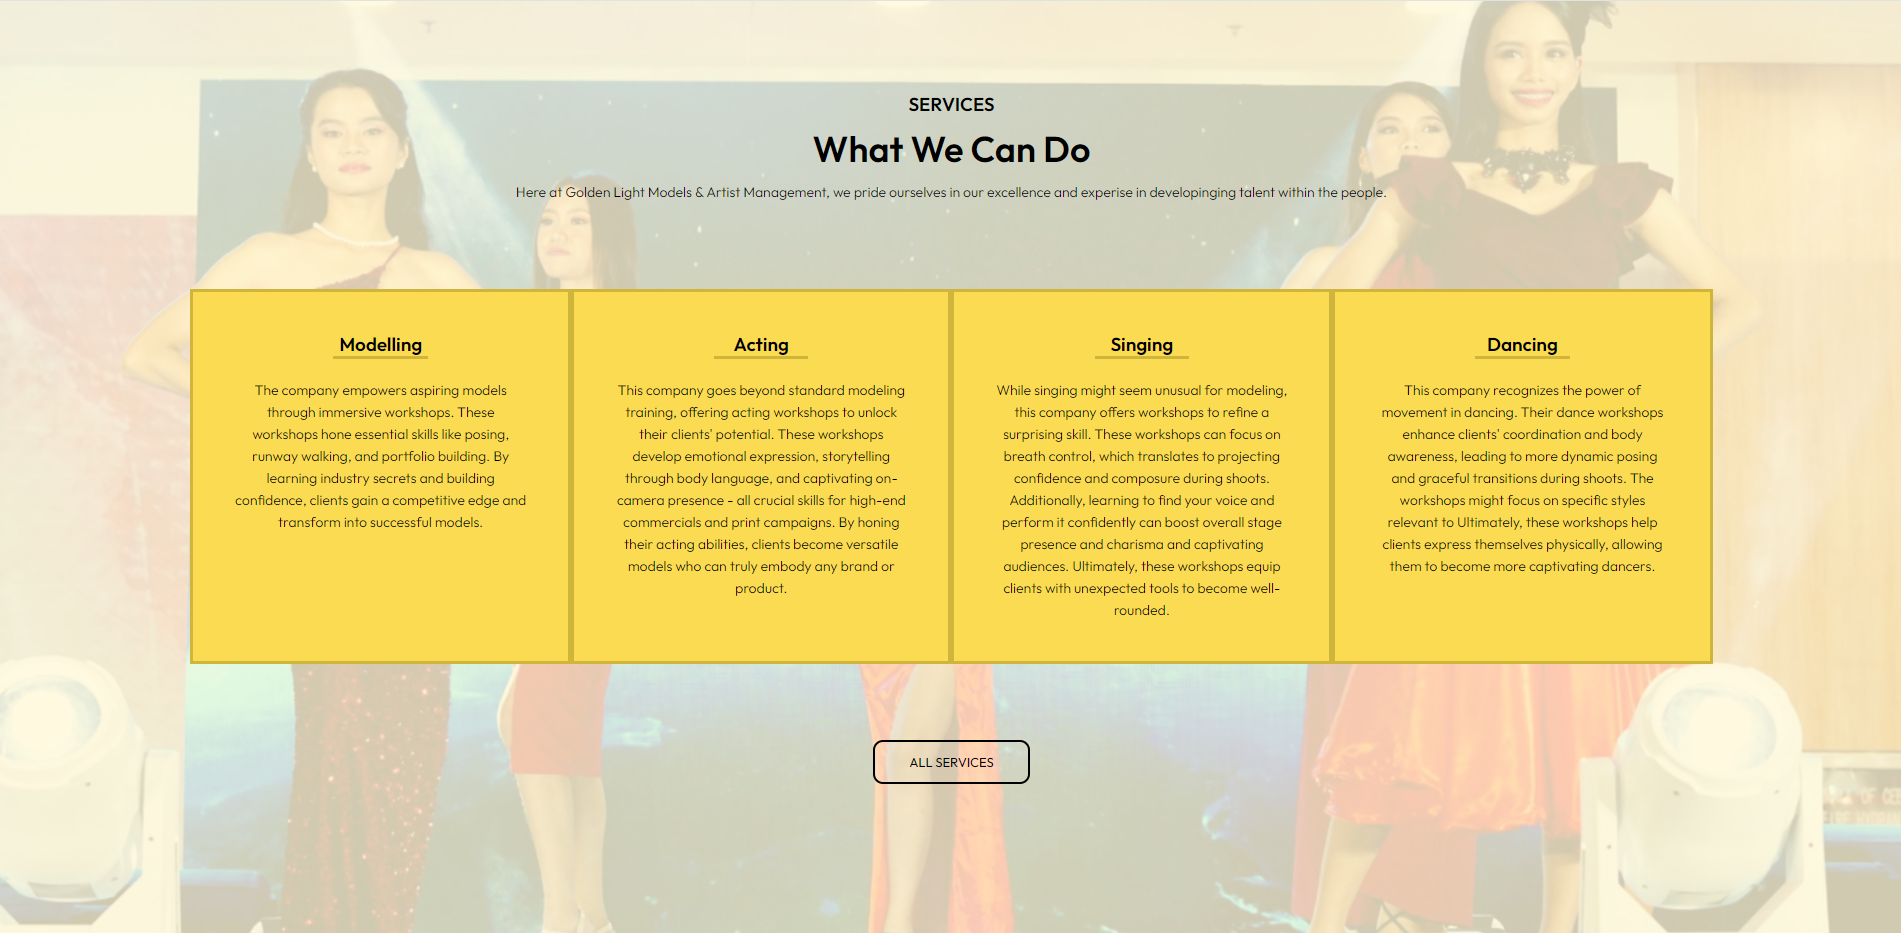 SERVICES
What We Can Do
Here at Golden Light Models & Artist Management, we pride ourselves in our excellence and experise in developinging talent within the people.
Modelling
The company empowers aspiring models
through immersive workshops. These
workshops hone essential skills like posing,
runway walking, and portfolio building. By
learning industry secrets and building
confidence, clients gain a competitive edge and
transform into successful models.
Acting
This company goes beyond standard modeling
training, offering acting workshops to unlock
their clients' potential. These workshops
develop emotional expression, storytelling
through body language, and captivating on-
camera presence - all crucial skills for high-end
commercials and print campaigns. By honing
their acting abilities, clients become versatile
models who can truly embody any brand or
product.
Singing
While singing might seem unusual for modeling,
this company offers workshops to refine a
surprising skill. These workshops can focus on
breath control, which translates to projecting
confidence and composure during shoots.
Additionally, learning to find your voice and
perform it confidently can boost overall stage
presence and charisma and captivating
audiences. Ultimately, these workshops equip
clients with unexpected tools to become well-
rounded.
Dancing
This company recognizes the power of
movement in dancing. Their dance workshops
enhance clients' coordination and body
awareness, leading to more dynamic posing
and graceful transitions during shoots. The
workshops might focus on specific styles
relevant to Ultimately, these workshops help
clients express themselves physically, allowing
them to become more captivating dancers.
ALL SERVICES